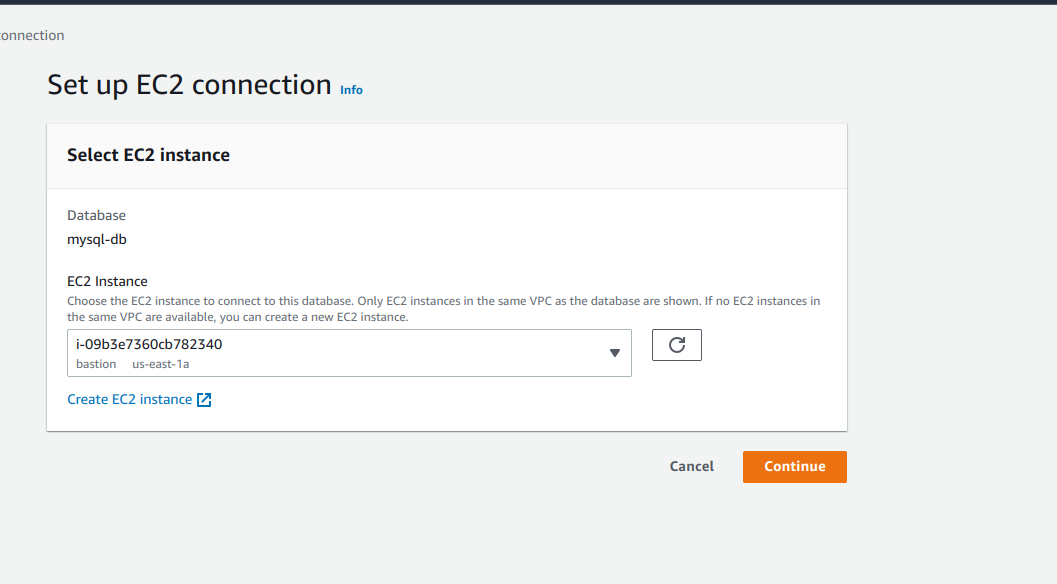 onnection
Set up EC2 connection Info
Select EC2 instance
Database
mysql-db
EC2 Instance
Choose the EC2 instance to connect to this database. Only EC2 instances in the same VPC as the database are shown. If no EC2 instances in
the same VPC are available, you can create a new EC2 instance.
i-09b3e7360cb782340
bastion us-east-1a
Create EC2 instance
Cancel Continue